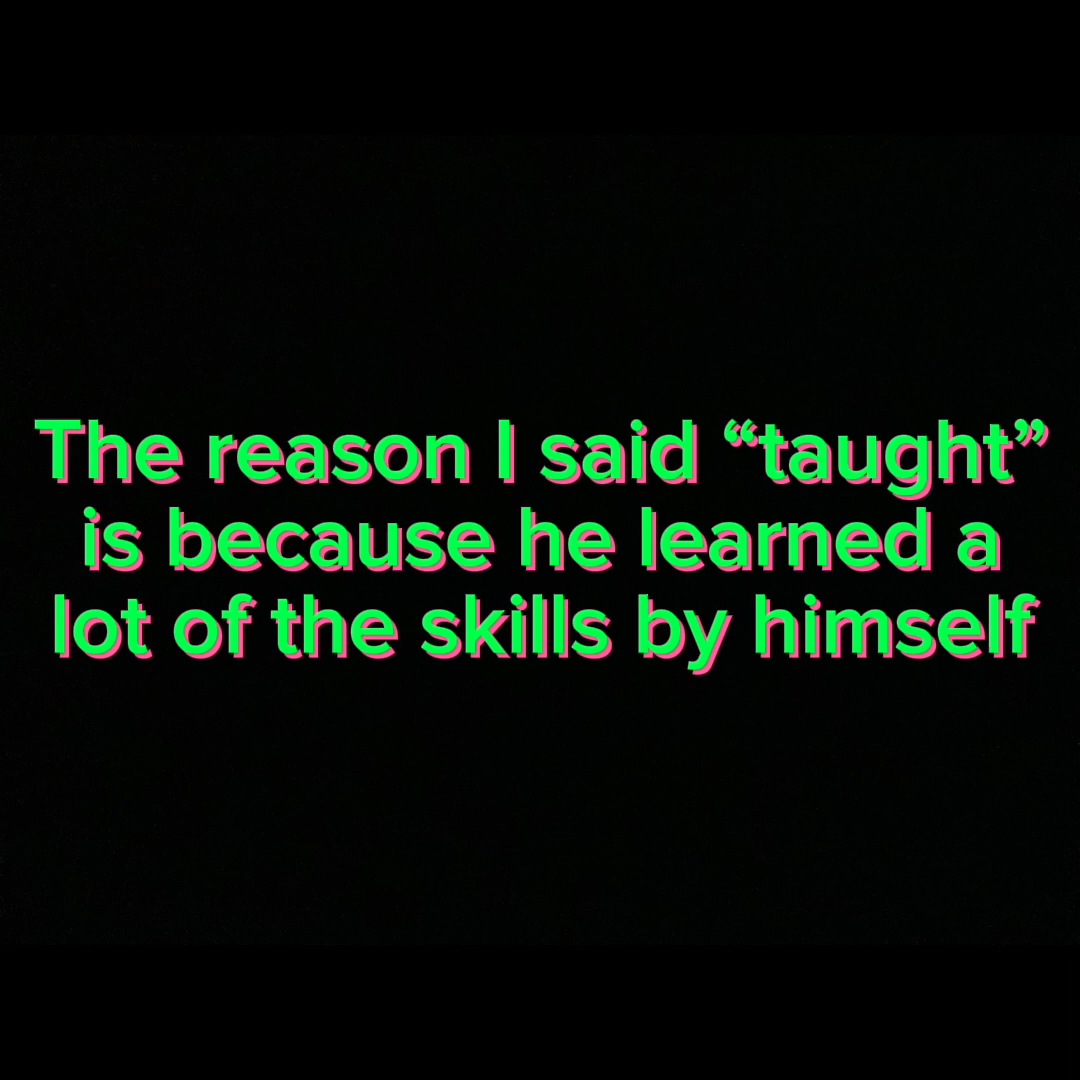 The reason I said “taught”
is because he learned a
lot of the skills by himself